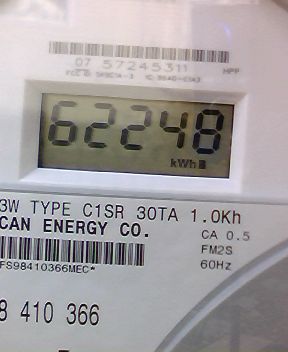 07 57245311 HPP
62248
kWh
3W TYPE C1SR 30TA 1.0Kh
CAN ENERGY CO. CA 0.5
FM2S
FS98410366MEC* 60Hz
8 410 366